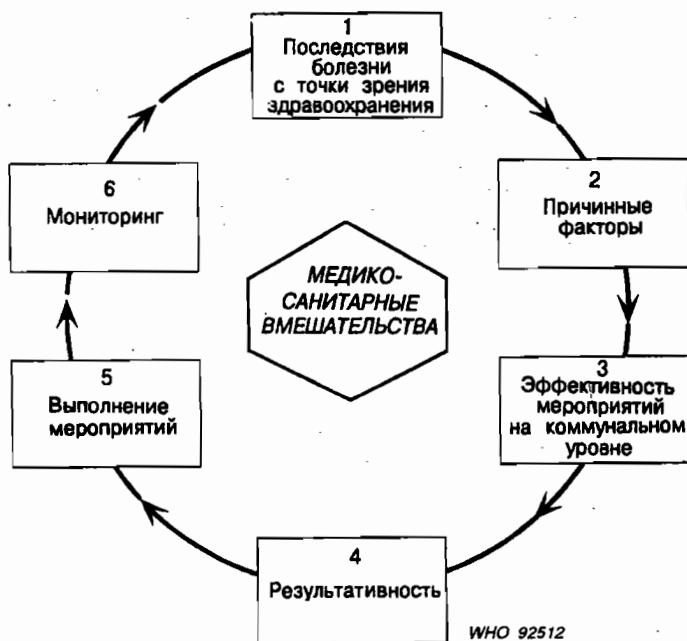 1
Последствия
болезни
с точки зрения
здравоохранения
2
Причинные
факторы
3
Эффективность
мероприятий
на коммунальном
уровне
4
Результативность
5
Выполнение
мероприятий
6
Мониторинг
МЕДИКО-
САНИТАРНЫЕ
ВМЕШАТЕЛЬСТВА
WHO 92512